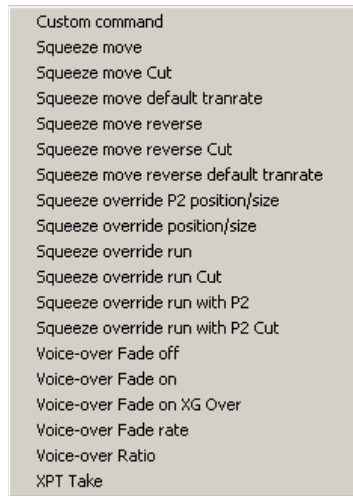 Custom command
Squeeze move
Squeeze move Cut
Squeeze move default tranrate
Squeeze move reverse
Squeeze move reverse Cut
Squeeze move reverse default tranrate
Squeeze override P2 position/size
Squeeze override position/size
Squeeze override run
Squeeze override run Cut
Squeeze override run with P2
Squeeze override run with P2 Cut
Voice-over Fade off
Voice-over Fade on
Voice-over Fade on XG Over
Voice-over Fade rate
Voice-over Ratio
XPT Take